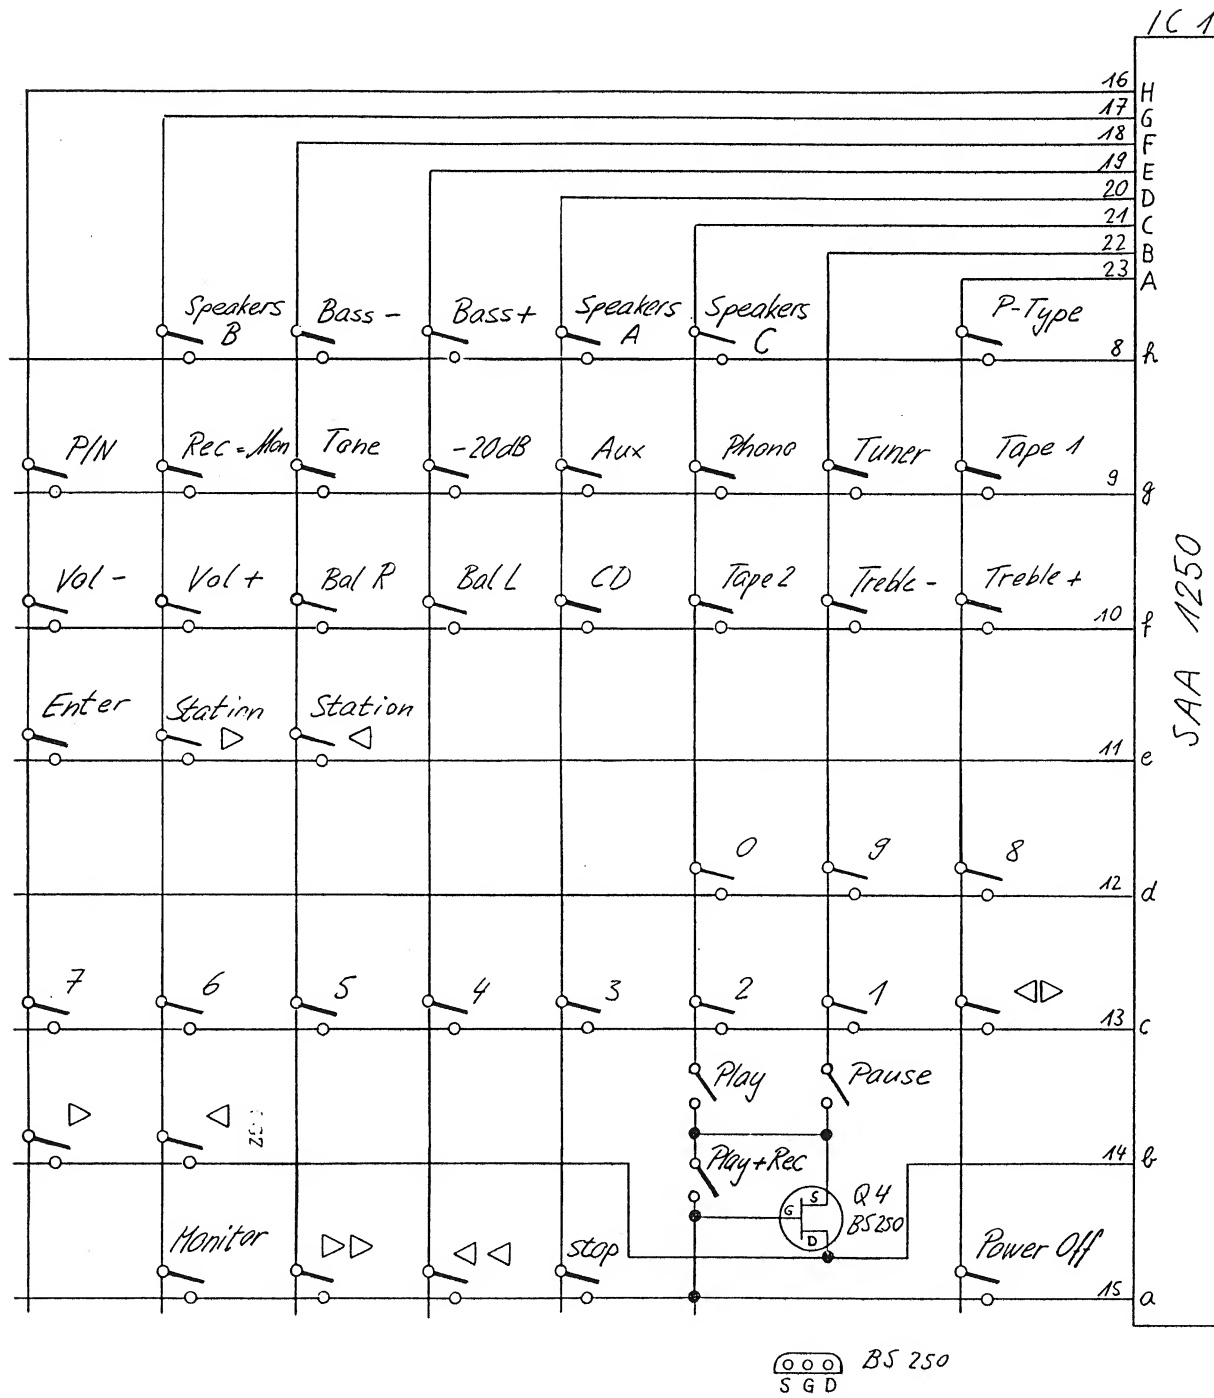 IC 1
16 H
17 G
18 F
19 E
20 D
21 C
22 B
23 A
Speakers B Bass - Bass+ Speakers A Speakers C P-Type
8 h
P/N Rec=Mon Tone -20dB Aux Phono Tuner Tape 1
9 g
Vol - Vol + Bal R Bal L CD Tape 2 Treble - Treble +
10 f
SAA 1250
Enter Station ▷ Station ◁
11 e
0 9 8
12 d
7 6 5 4 3 2 1 ◁▷
13 c
Play Pause
▷ ◁
Play+Rec
14 b
S G D
Q4
BS250
Monitor ▷▷ ◁◁ Stop Power Off
15 a
BS 250
S G D